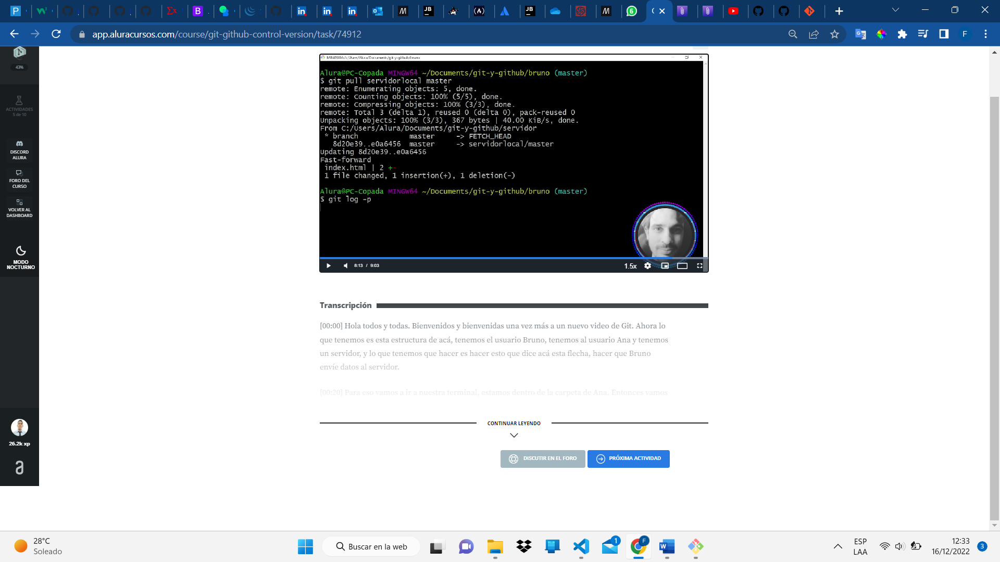 app.aluracursos.com/course/git-github-control-version/task/74912
43%
ACTIVIDADES
5 de 10
DISCORD
ALURA
FORO DEL
CURSO
VOLVER AL
DASHBOARD
MODO
NOCTURNO
26.2k xp
MINGW64:/c/Users/Alura/Documents/git-y-github/bruno
Alura@PC-Copada MINGW64 ~/Documents/git-y-github/bruno (master)
$ git pull servidorlocal master
remote: Enumerating objects: 5, done.
remote: Counting objects: 100% (5/5), done.
remote: Compressing objects: 100% (3/3), done.
remote: Total 3 (delta 1), reused 0 (delta 0), pack-reused 0
Unpacking objects: 100% (3/3), 367 bytes | 40.00 KiB/s, done.
From C:/Users/Alura/Documents/git-y-github/servidor
* branch master -> FETCH_HEAD
8d20e39..e0a6456 master -> servidorlocal/master
Updating 8d20e39..e0a6456
Fast-forward
index.html | 2 +-
1 file changed, 1 insertion(+), 1 deletion(-)
Alura@PC-Copada MINGW64 ~/Documents/git-y-github/bruno (master)
$ git log -p
8:13 / 9:03
1.5x
Transcripción
[00:00] Hola todos y todas. Bienvenidos y bienvenidas una vez más a un nuevo video de Git. Ahora lo
que tenemos es esta estructura de acá, tenemos el usuario Bruno, tenemos al usuario Ana y tenemos
un servidor, y lo que tenemos que hacer es hacer esto que dice acá esta flecha, hacer que Bruno
envíe datos al servidor.
[00:20] Para eso vamos a ir a nuestra terminal, estamos dentro de la carpeta de Ana. Entonces vamos
CONTINUAR LEYENDO
DISCUTIR EN EL FORO
PRÓXIMA ACTIVIDAD
28°C
Soleado
Buscar en la web
1
F
ESP
LAA
12:33
16/12/2022
3